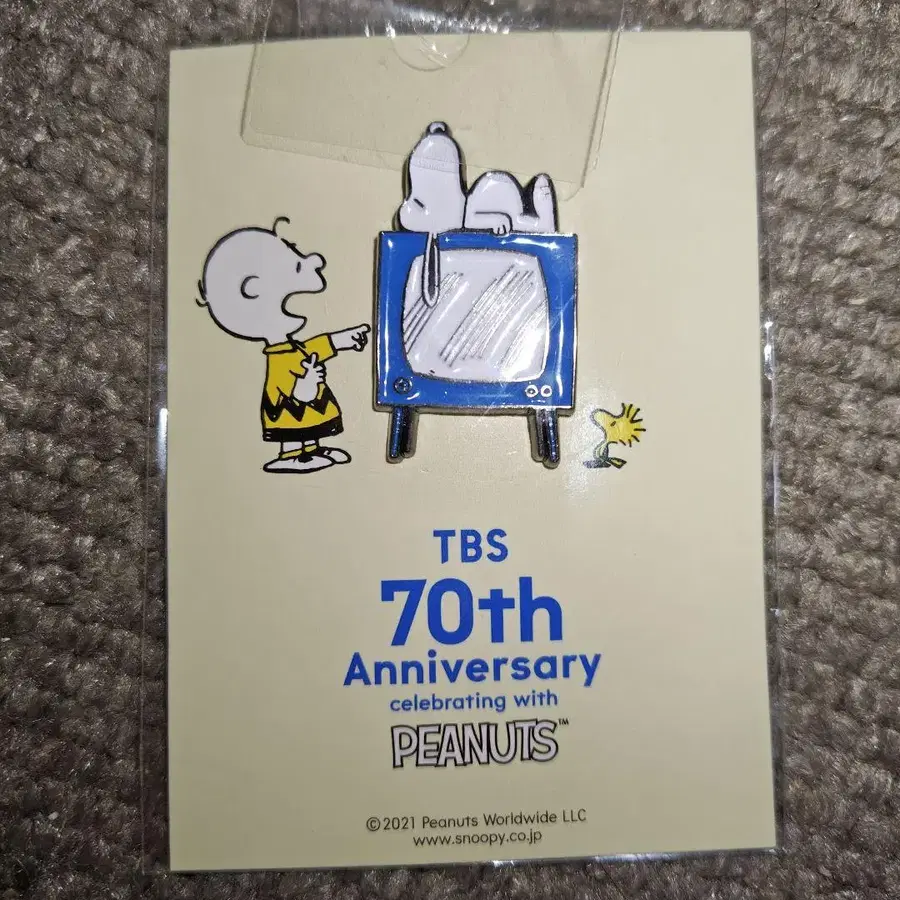 TBS
70th
Anniversary
celebrating with
PEANUTS™
©2021 Peanuts Worldwide LLC
www.snoopy.co.jp